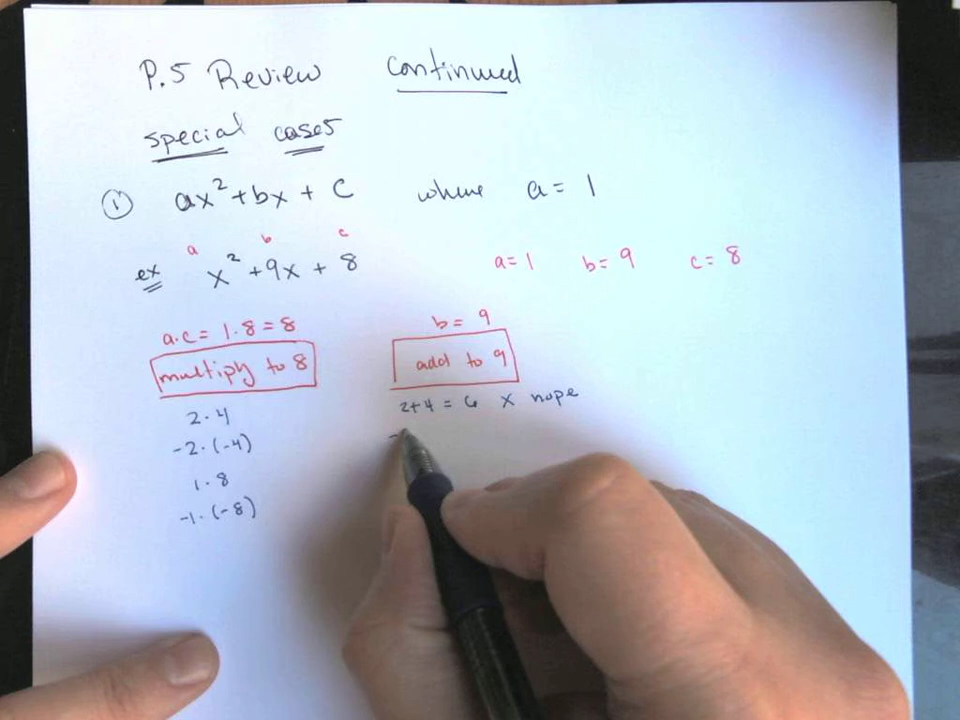 P.5 Review continued
special cases
① ax² + bx + c where a = 1
a b c
ex x² + 9x + 8 a = 1 b = 9 c = 8
a·c = 1·8 = 8 b = 9
multiply to 8 add to 9
2·4 2+4 = 6 x nope
-2·(-4) -
1·8
-1·(-8)